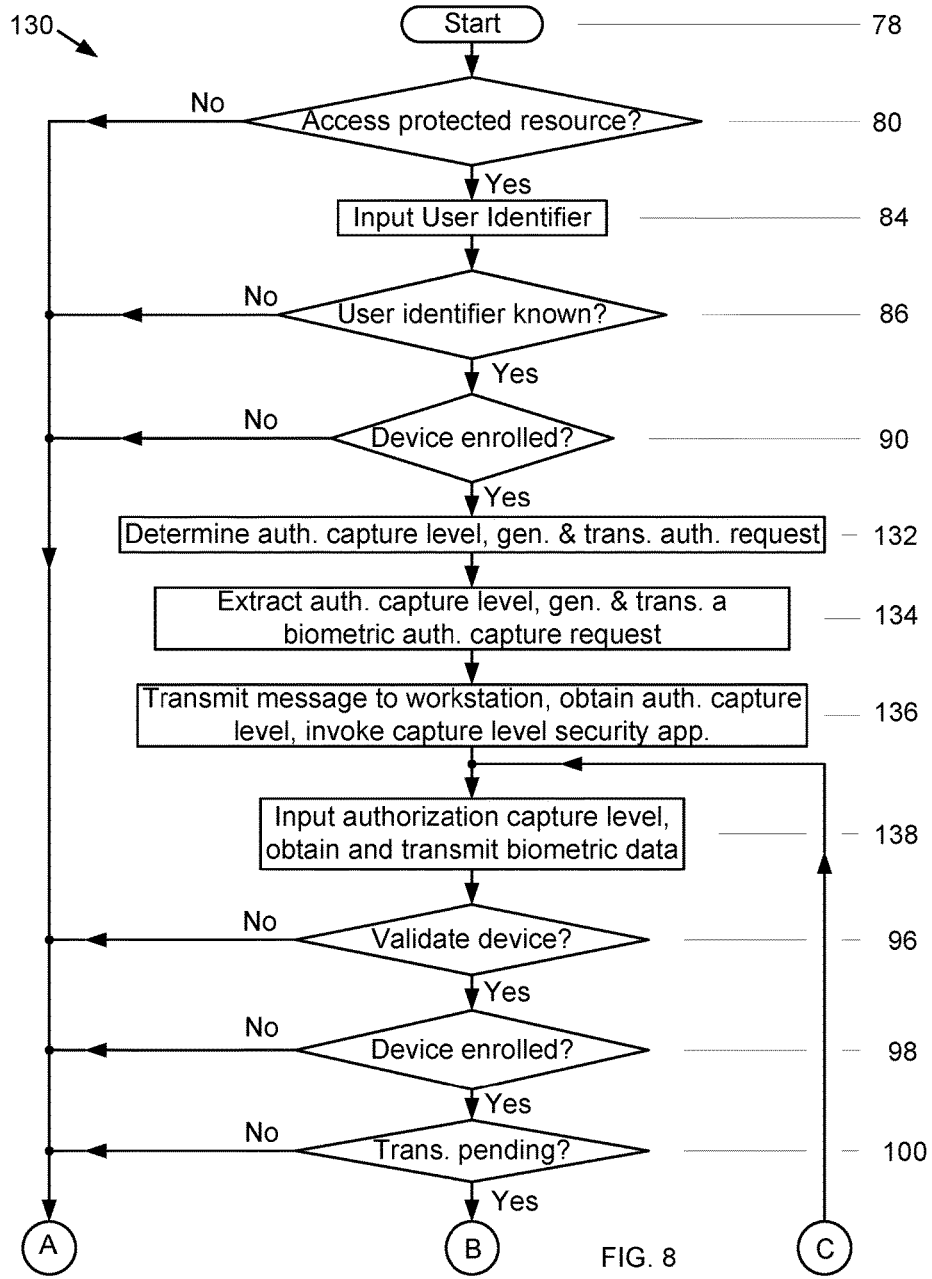 130
Start
78
No
Access protected resource?
80
Yes
Input User Identifier
84
No
User identifier known?
86
Yes
No
Device enrolled?
90
Yes
Determine auth. capture level, gen. & trans. auth. request
132
Extract auth. capture level, gen. & trans. a
biometric auth. capture request
134
Transmit message to workstation, obtain auth. capture
level, invoke capture level security app.
136
Input authorization capture level,
obtain and transmit biometric data
138
No
Validate device?
96
Yes
No
Device enrolled?
98
Yes
No
Trans. pending?
100
Yes
A
B
FIG. 8
C